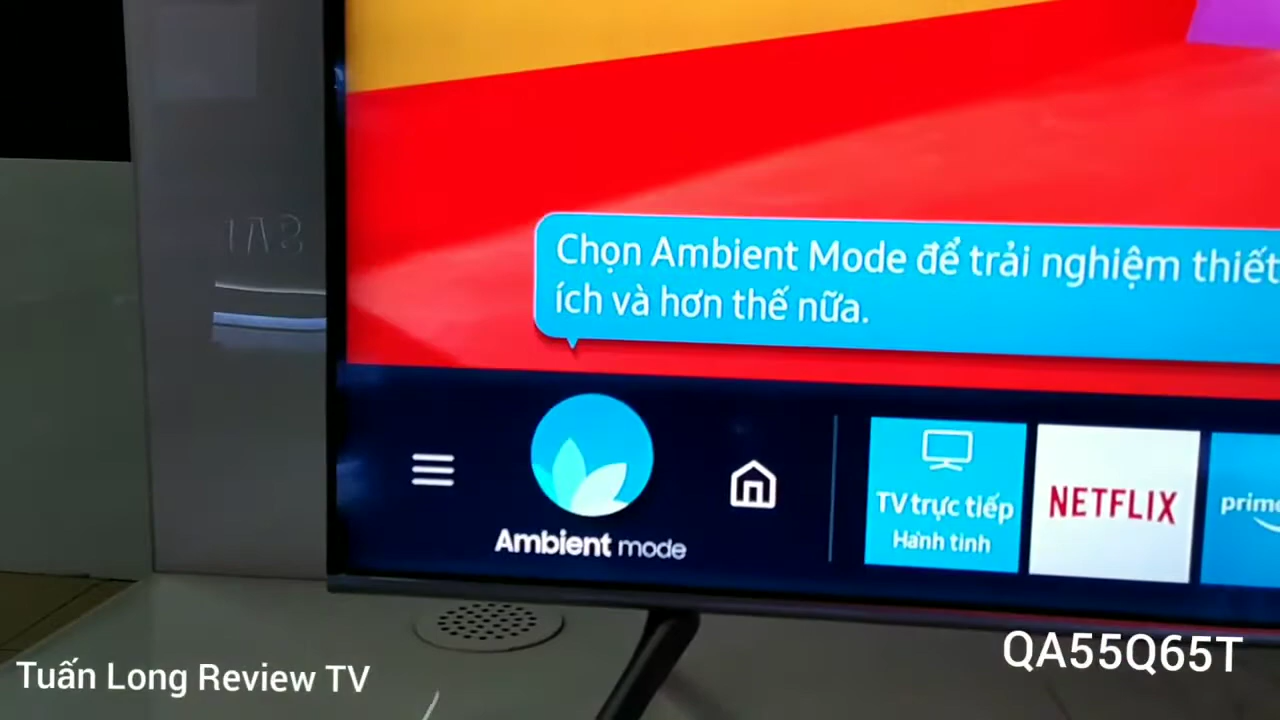 Chọn Ambient Mode để trải nghiệm thiết
ích và hơn thế nữa.
Ambient mode
TV trực tiếp
Hành tinh
NETFLIX
prime
Tuấn Long Review TV
QA55Q65T